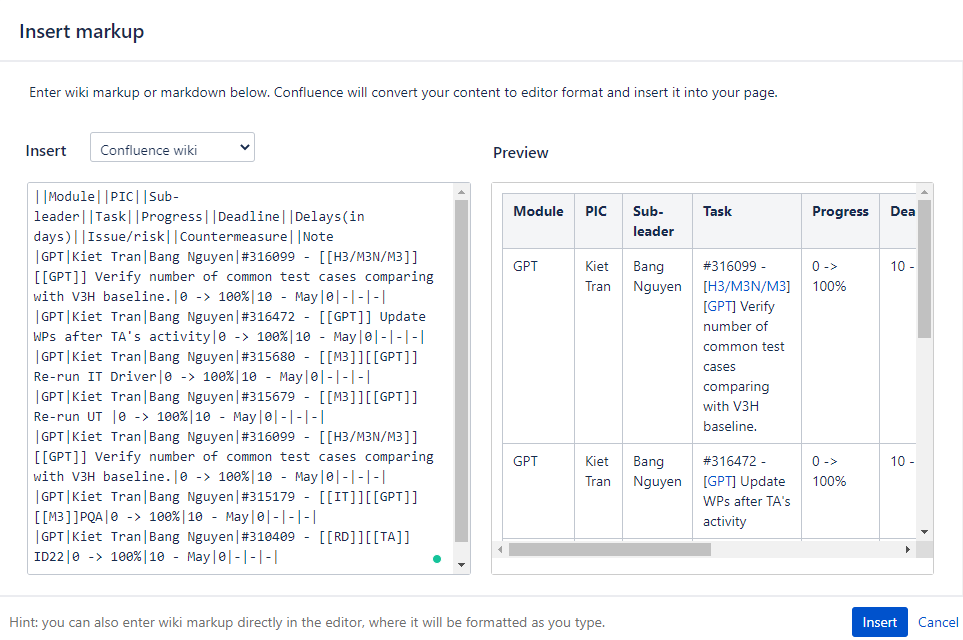 Insert markup
Enter wiki markup or markdown below. Confluence will convert your content to editor format and insert it into your page.
Insert
Confluence wiki
||Module||PIC||Sub-
leader||Task||Progress||Deadline||Delays(in
days)||Issue/risk||Countermeasure||Note
|GPT|Kiet Tran|Bang Nguyen|#316099 - [[H3/M3N/M3]]
[[GPT]] Verify number of common test cases comparing
with V3H baseline.|0 -> 100%|10 - May|0|-|-|-|
|GPT|Kiet Tran|Bang Nguyen|#316472 - [[GPT]] Update
WPs after TA's activity|0 -> 100%|10 - May|0|-|-|-|
|GPT|Kiet Tran|Bang Nguyen|#315680 - [[M3]][[GPT]]
Re-run IT Driver|0 -> 100%|10 - May|0|-|-|-|
|GPT|Kiet Tran|Bang Nguyen|#315679 - [[M3]][[GPT]]
Re-run UT |0 -> 100%|10 - May|0|-|-|-|
|GPT|Kiet Tran|Bang Nguyen|#316099 - [[H3/M3N/M3]]
[[GPT]] Verify number of common test cases comparing
with V3H baseline.|0 -> 100%|10 - May|0|-|-|-|
|GPT|Kiet Tran|Bang Nguyen|#315179 - [[IT]][[GPT]]
[[M3]]PQA|0 -> 100%|10 - May|0|-|-|-|
|GPT|Kiet Tran|Bang Nguyen|#310409 - [[RD]][[TA]]
ID22|0 -> 100%|10 - May|0|-|-|-|
Preview
Module PIC Sub- Task Progress Dea
leader
GPT Kiet Bang #316099 - 0 -> 10 -
Tran Nguyen [H3/M3N/M3] 100%
[GPT] Verify
number of
common test
cases
comparing
with V3H
baseline.
GPT Kiet Bang #316472 - 0 -> 10 -
Tran Nguyen [GPT] Update 100%
WPs after TA's
activity
Hint: you can also enter wiki markup directly in the editor, where it will be formatted as you type.
Insert Cancel